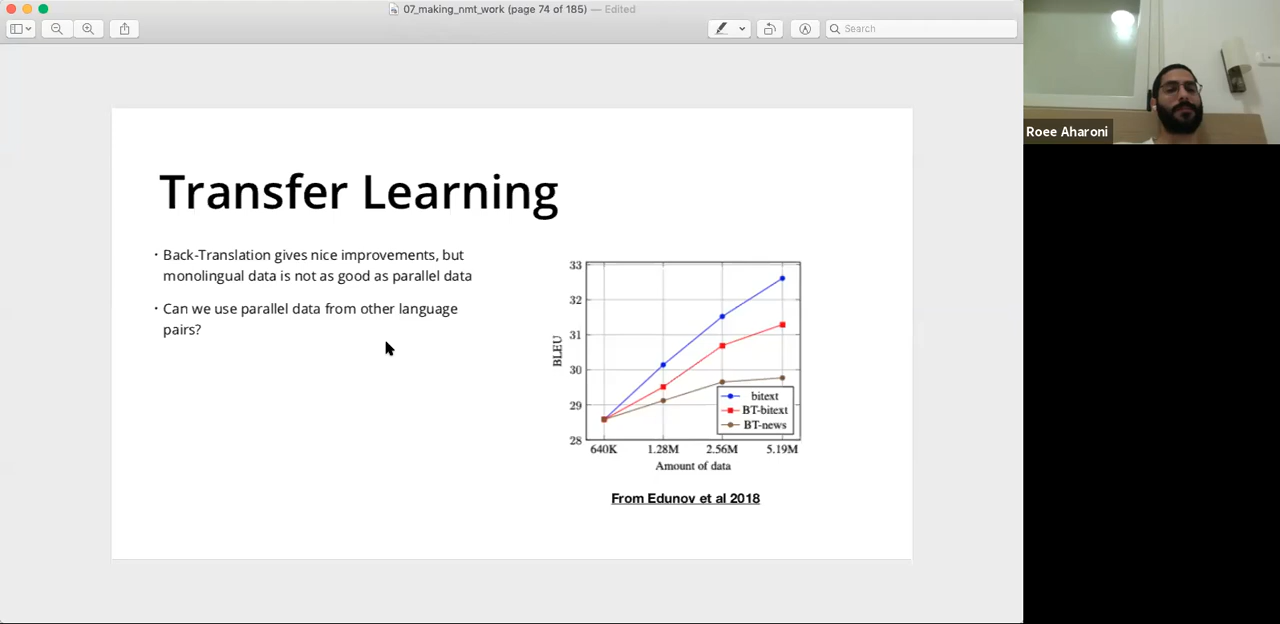 07_making_nmt_work (page 74 of 185) — Edited
Search
Roee Aharoni
Transfer Learning
· Back-Translation gives nice improvements, but
monolingual data is not as good as parallel data
· Can we use parallel data from other language
pairs?
33
32
31
30
29
28
BLEU
bitext
BT-bitext
BT-news
640K 1.28M 2.56M 5.19M
Amount of data
From Edunov et al 2018